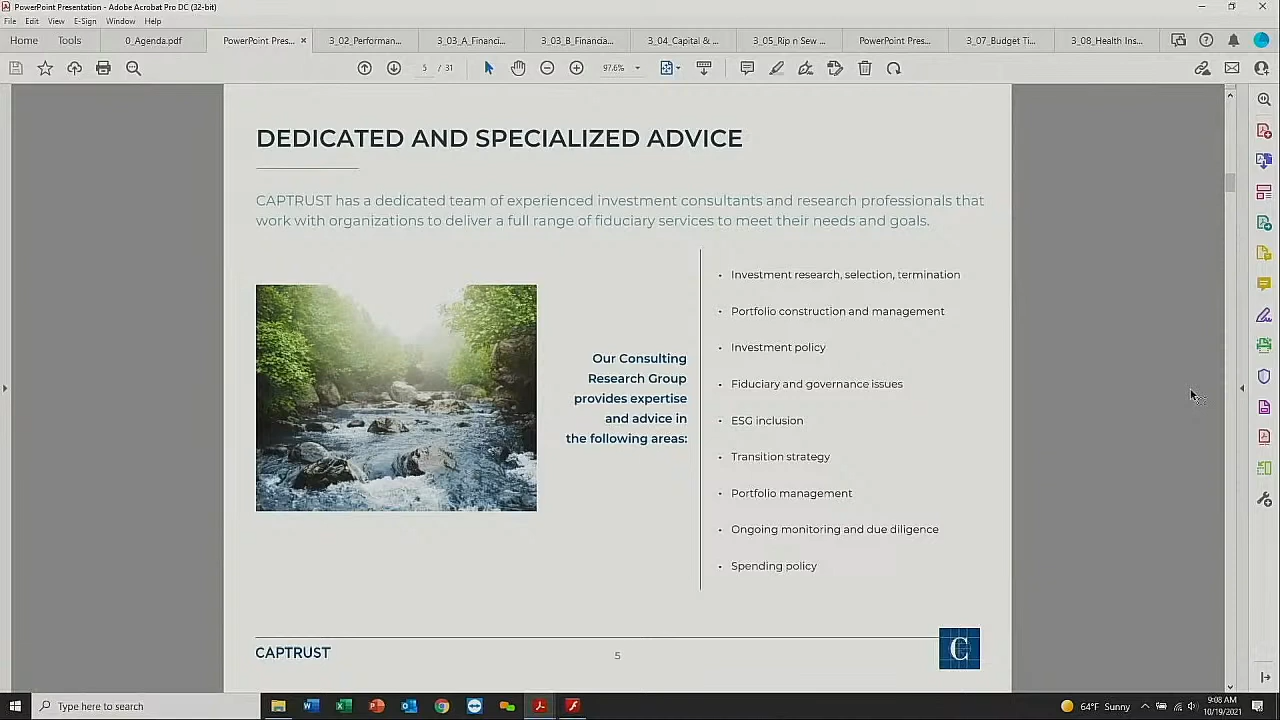 PowerPoint Presentation - Adobe Acrobat Pro DC (32-bit)
File Edit View E-Sign Window Help
Home Tools 0_Agenda.pdf PowerPoint Pres... × 3_02_Performan... 3_03_A_Financi... 3_03_B_Financia... 3_04_Capital & ... 3_05_Rip n Sew ... PowerPoint Pres... 3_07_Budget Ti... 3_08_Health Ins...
5 / 31 97.6%
DEDICATED AND SPECIALIZED ADVICE
CAPTRUST has a dedicated team of experienced investment consultants and research professionals that
work with organizations to deliver a full range of fiduciary services to meet their needs and goals.
Our Consulting
Research Group
provides expertise
and advice in
the following areas:
• Investment research, selection, termination
• Portfolio construction and management
• Investment policy
• Fiduciary and governance issues
• ESG inclusion
• Transition strategy
• Portfolio management
• Ongoing monitoring and due diligence
• Spending policy
CAPTRUST
5
C
Type here to search
64°F Sunny
9:08 AM
10/19/2021